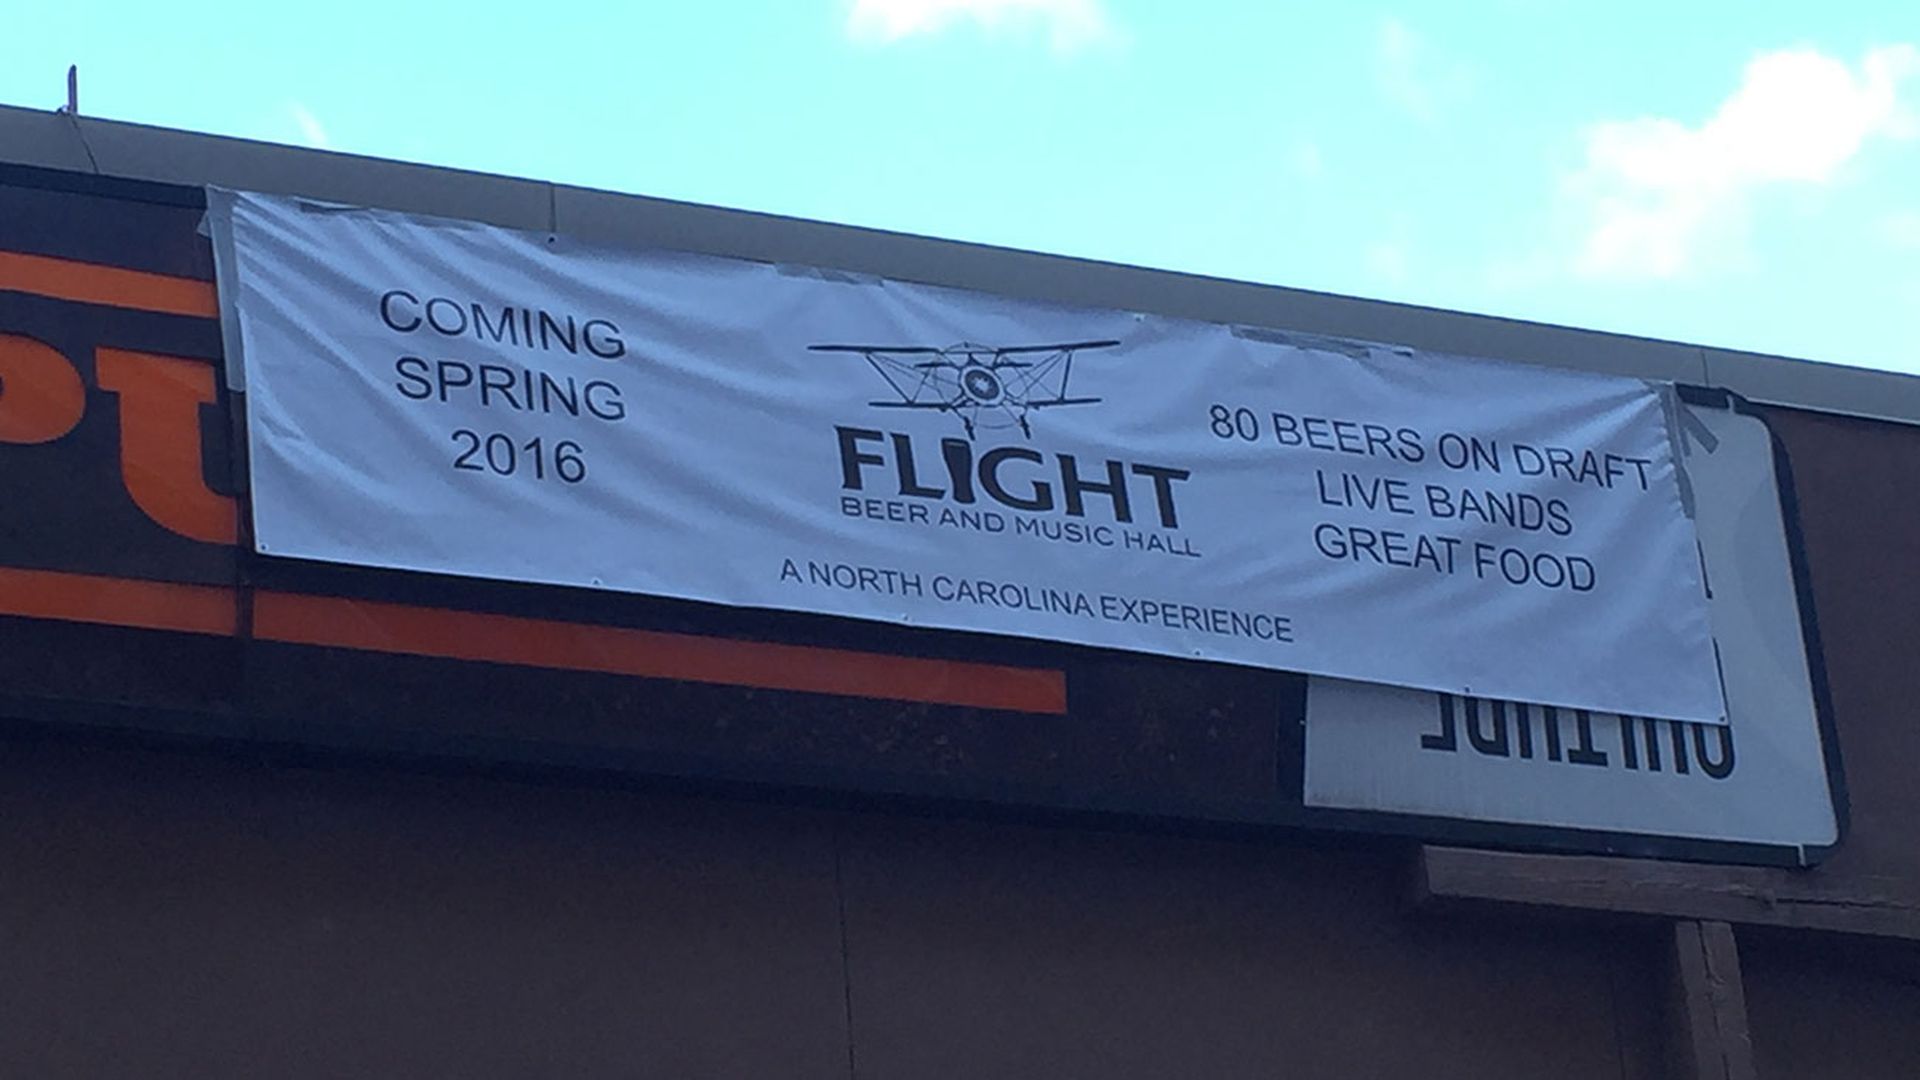 COMING
SPRING
2016
FLIGHT
BEER AND MUSIC HALL
A NORTH CAROLINA EXPERIENCE
80 BEERS ON DRAFT
LIVE BANDS
GREAT FOOD